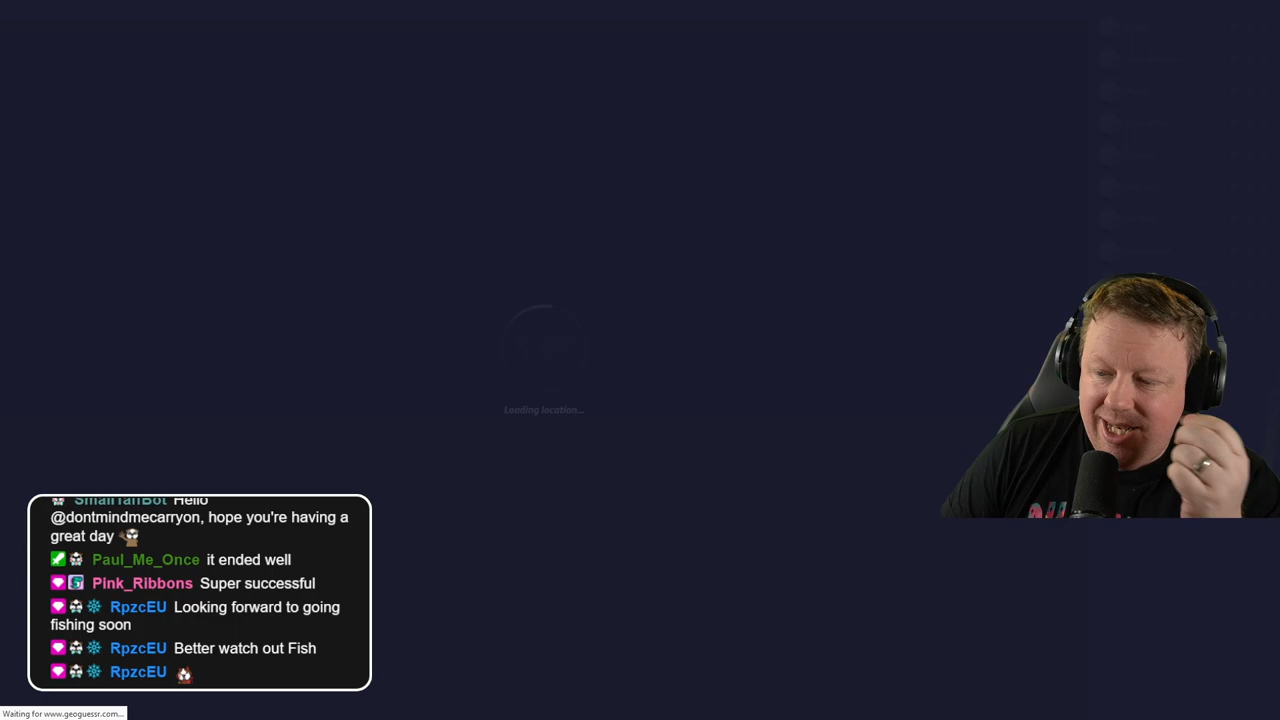 Loading location...
SmallTallBot Hello
@dontmindmecarryon, hope you're having a
great day
Paul_Me_Once it ended well
Pink_Ribbons Super successful
RpzcEU Looking forward to going
fishing soon
RpzcEU Better watch out Fish
RpzcEU
Waiting for www.geoguessr.com...